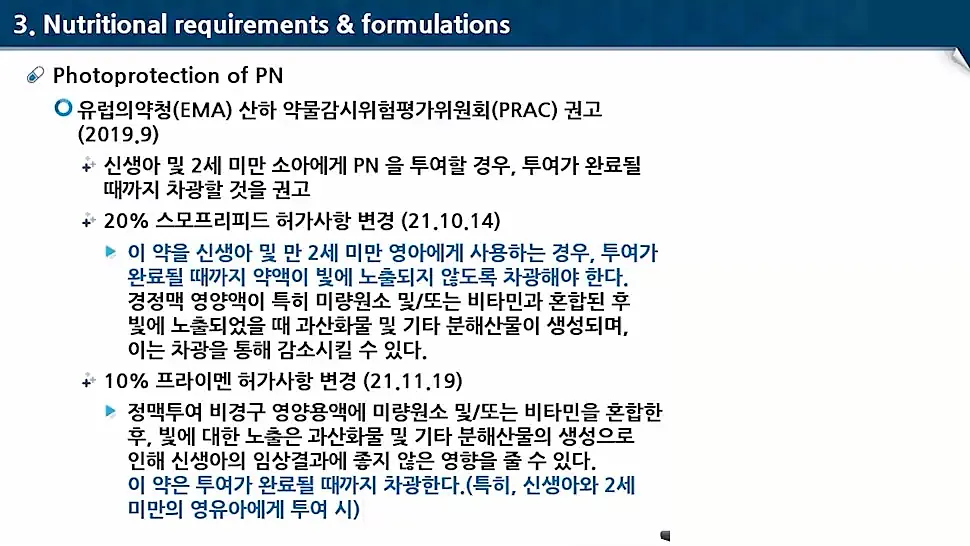 3. Nutritional requirements & formulations
Photoprotection of PN
유럽의약청(EMA) 산하 약물감시위험평가위원회(PRAC) 권고
(2019.9)
신생아 및 2세 미만 소아에게 PN 을 투여할 경우, 투여가 완료될
때까지 차광할 것을 권고
20% 스모프리피드 허가사항 변경 (21.10.14)
이 약을 신생아 및 만 2세 미만 영아에게 사용하는 경우, 투여가
완료될 때까지 약액이 빛에 노출되지 않도록 차광해야 한다.
경정맥 영양액이 특히 미량원소 및/또는 비타민과 혼합된 후
빛에 노출되었을 때 과산화물 및 기타 분해산물이 생성되며,
이는 차광을 통해 감소시킬 수 있다.
10% 프라이멘 허가사항 변경 (21.11.19)
정맥투여 비경구 영양용액에 미량원소 및/또는 비타민을 혼합한
후, 빛에 대한 노출은 과산화물 및 기타 분해산물의 생성으로
인해 신생아의 임상결과에 좋지 않은 영향을 줄 수 있다.
이 약은 투여가 완료될 때까지 차광한다.(특히, 신생아와 2세
미만의 영유아에게 투여 시)